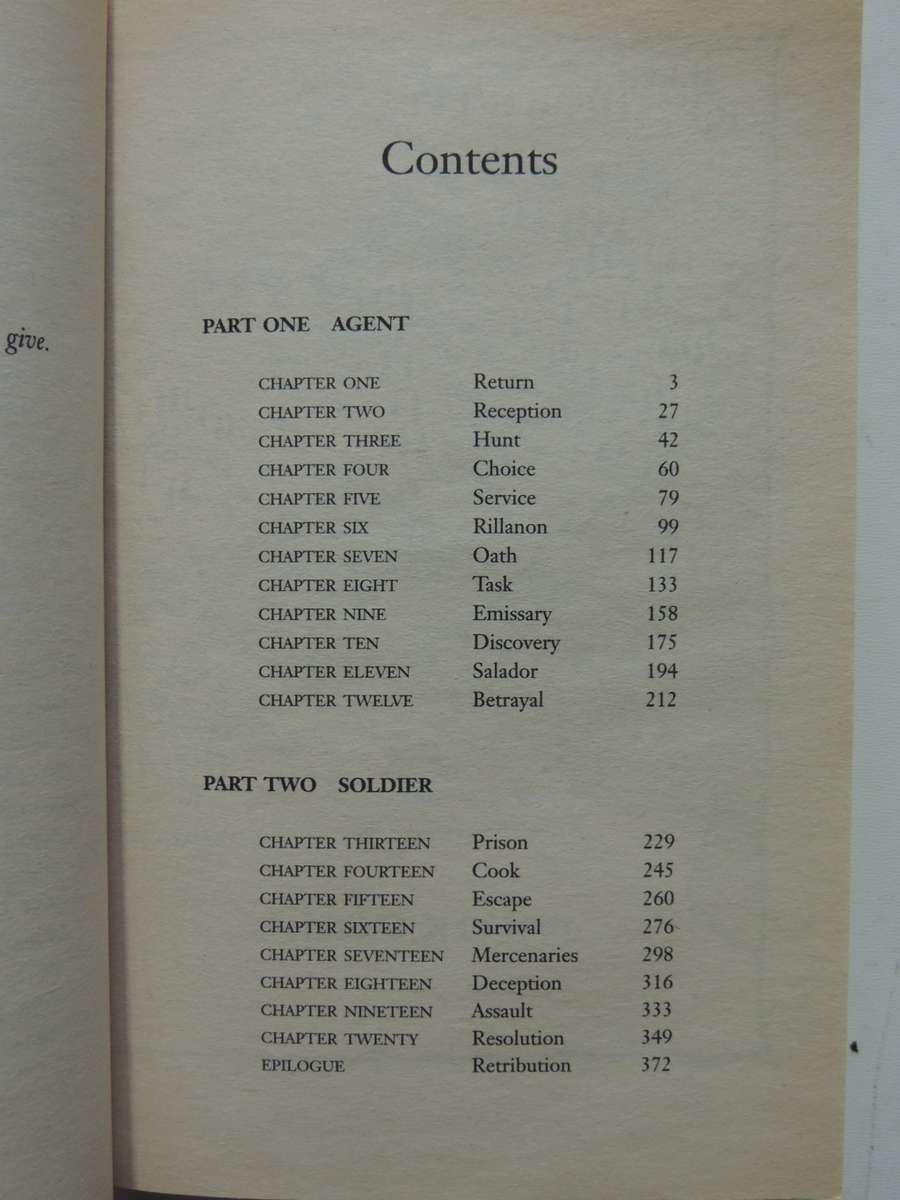 give.
Contents
PART ONE AGENT
CHAPTER ONE Return 3
CHAPTER TWO Reception 27
CHAPTER THREE Hunt 42
CHAPTER FOUR Choice 60
CHAPTER FIVE Service 79
CHAPTER SIX Rillanon 99
CHAPTER SEVEN Oath 117
CHAPTER EIGHT Task 133
CHAPTER NINE Emissary 158
CHAPTER TEN Discovery 175
CHAPTER ELEVEN Salador 194
CHAPTER TWELVE Betrayal 212
PART TWO SOLDIER
CHAPTER THIRTEEN Prison 229
CHAPTER FOURTEEN Cook 245
CHAPTER FIFTEEN Escape 260
CHAPTER SIXTEEN Survival 276
CHAPTER SEVENTEEN Mercenaries 298
CHAPTER EIGHTEEN Deception 316
CHAPTER NINETEEN Assault 333
CHAPTER TWENTY Resolution 349
EPILOGUE Retribution 372